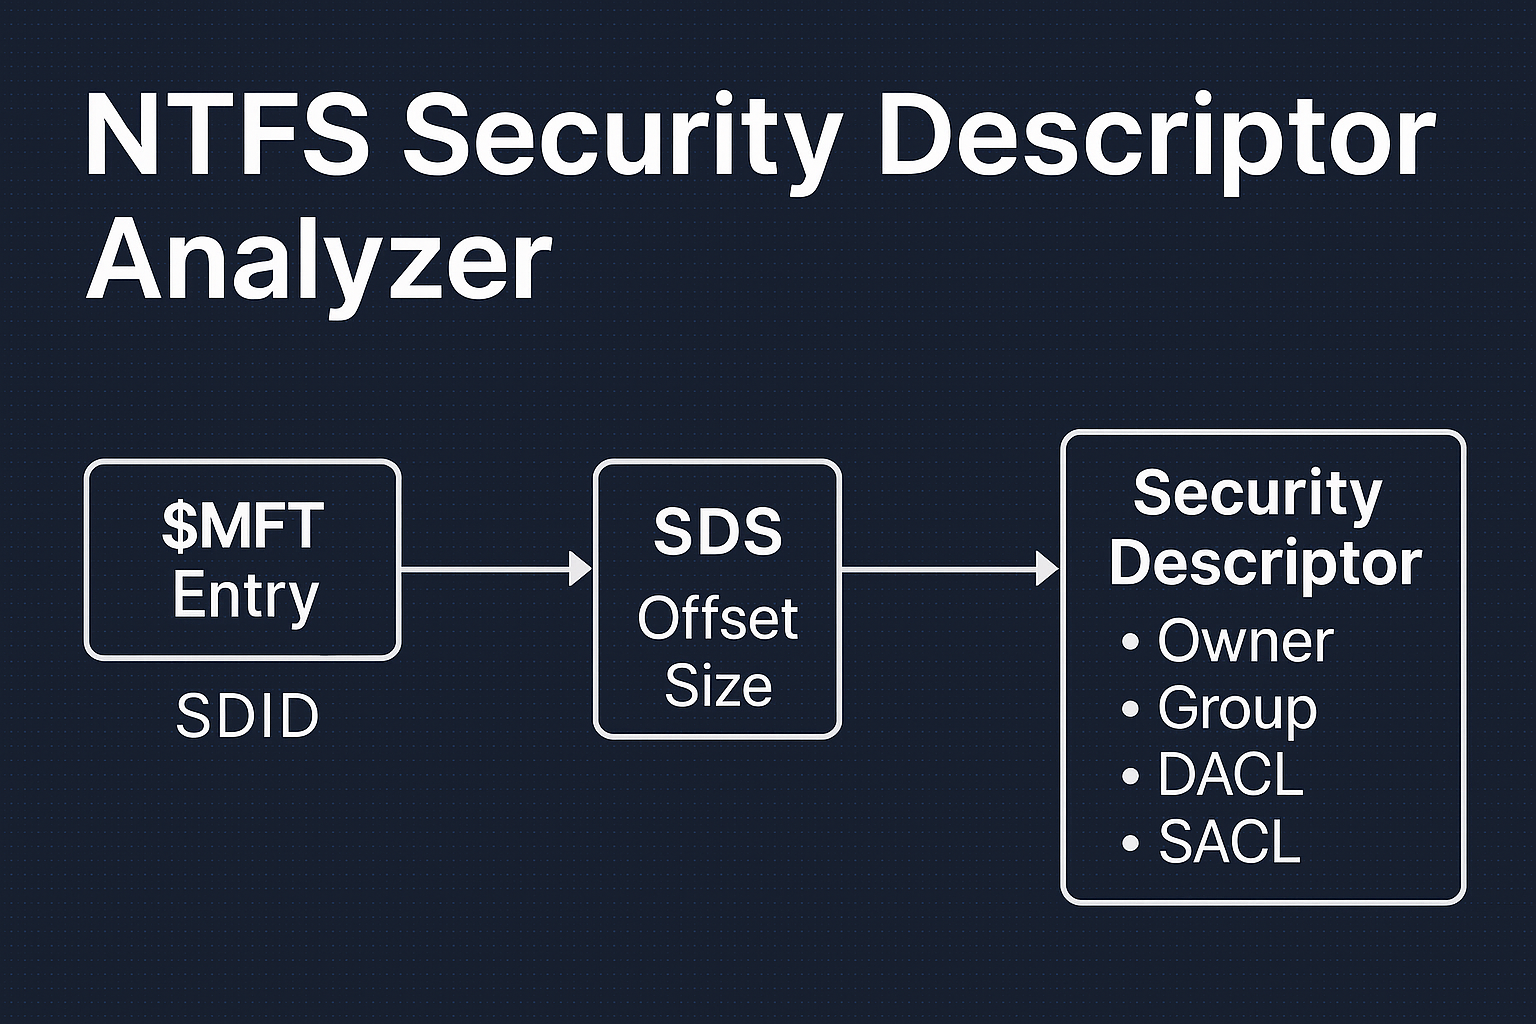 NTFS Security Descriptor
Analyzer
$MFT
Entry
SDID
SDS
Offset
Size
Security
Descriptor
• Owner
• Group
• DACL
• SACL